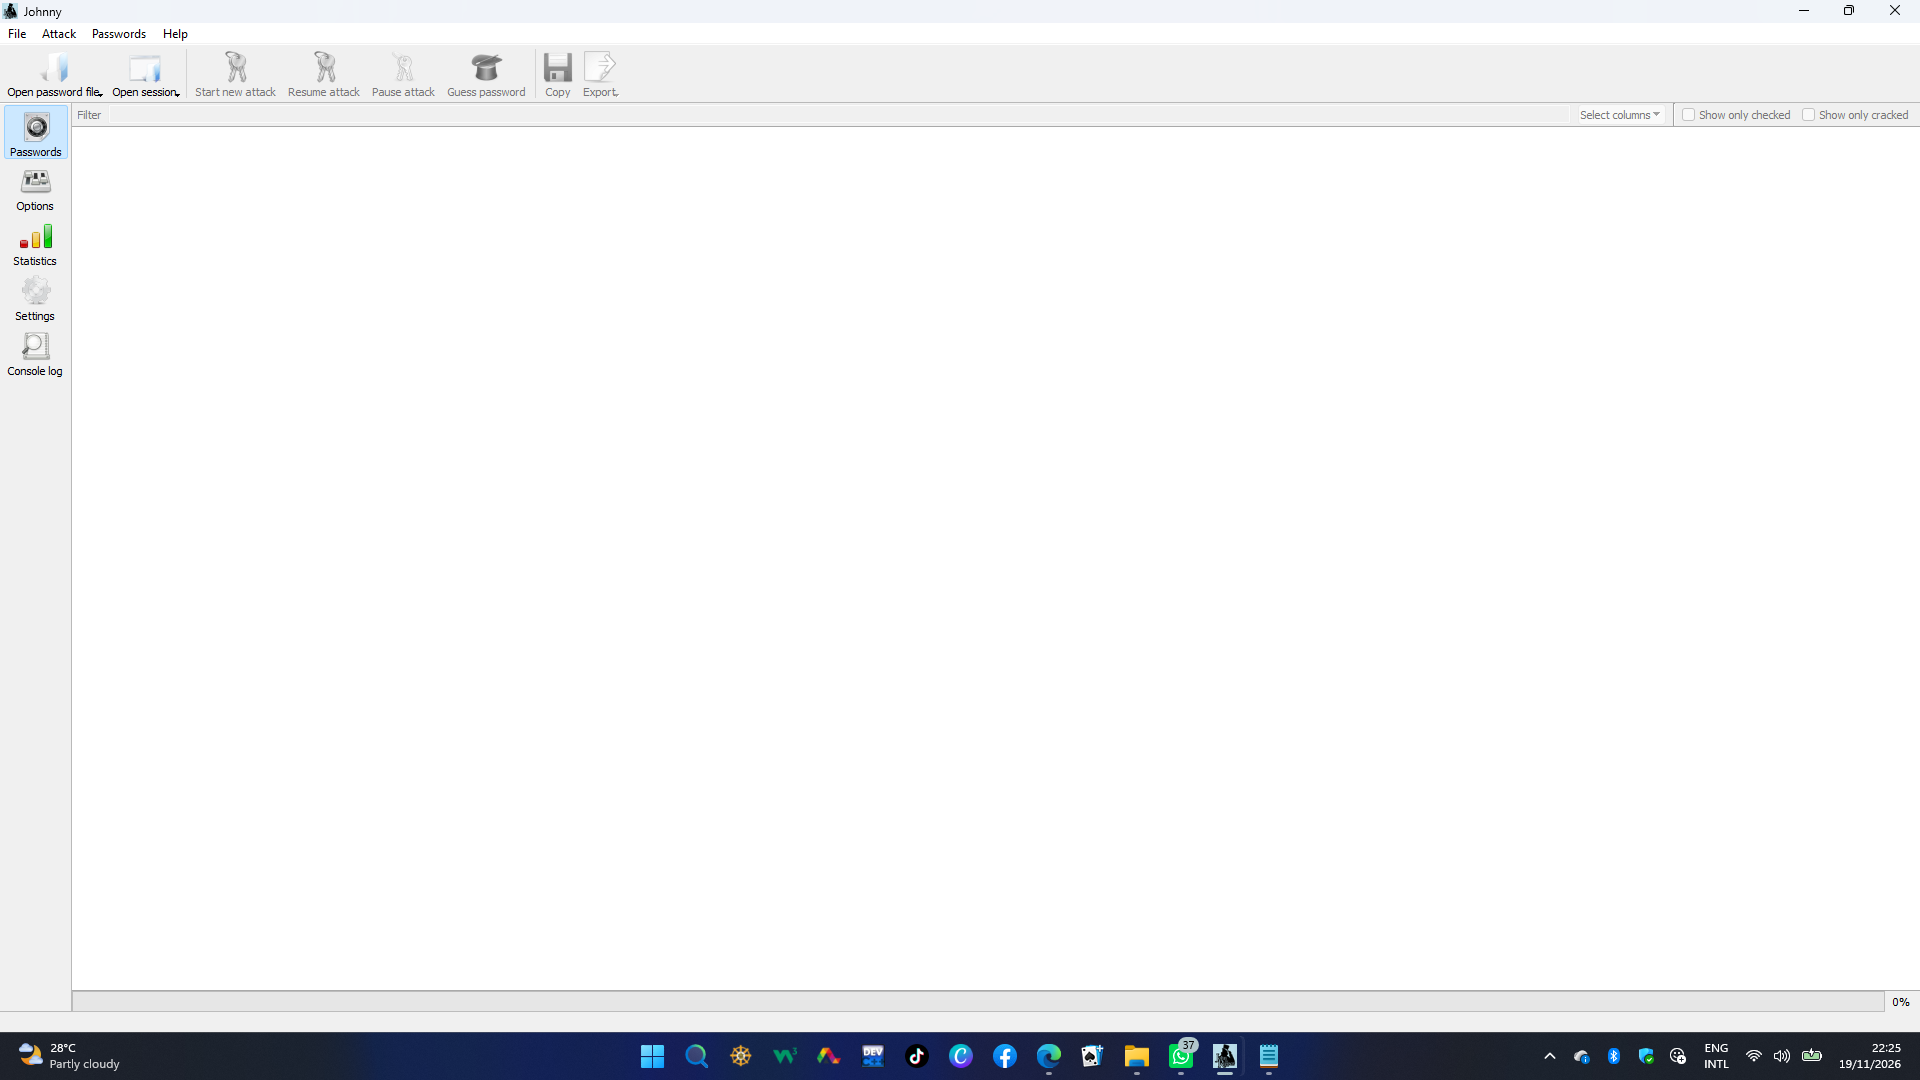 Johnny
File Attack Passwords Help
Open password file Open session Start new attack Resume attack Pause attack Guess password Copy Export
Filter Select columns Show only checked Show only cracked
Passwords
Options
Statistics
Settings
Console log
0%
28°C
Partly cloudy
W3
DEV
37
ENG
INTL
22:25
19/11/2026